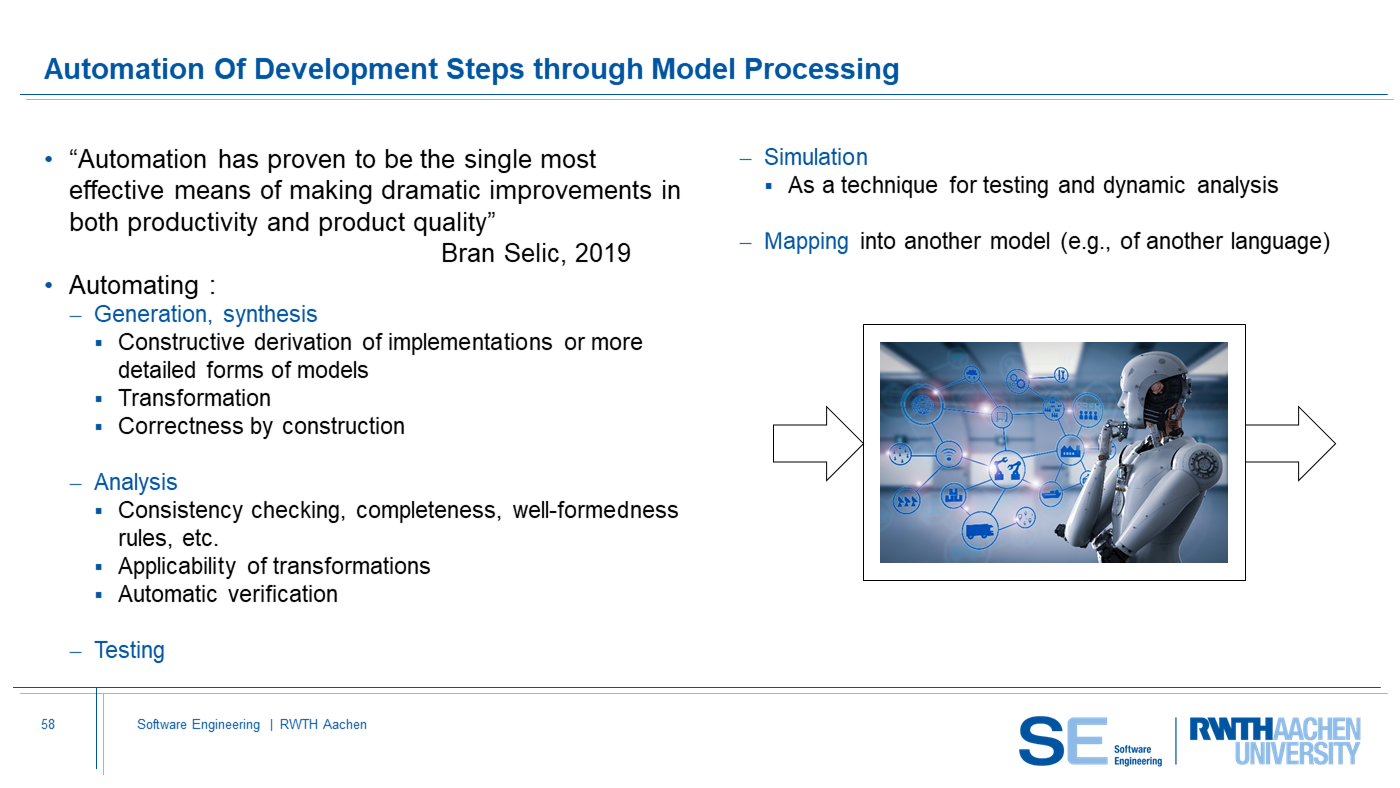 Automation Of Development Steps through Model Processing
• “Automation has proven to be the single most
effective means of making dramatic improvements in
both productivity and product quality”
Bran Selic, 2019
• Automating :
– Generation, synthesis
▪ Constructive derivation of implementations or more
detailed forms of models
▪ Transformation
▪ Correctness by construction
– Analysis
▪ Consistency checking, completeness, well-formedness
rules, etc.
▪ Applicability of transformations
▪ Automatic verification
– Testing
– Simulation
▪ As a technique for testing and dynamic analysis
– Mapping into another model (e.g., of another language)
58
Software Engineering | RWTH Aachen
SE Software
Engineering
RWTHAACHEN
UNIVERSITY